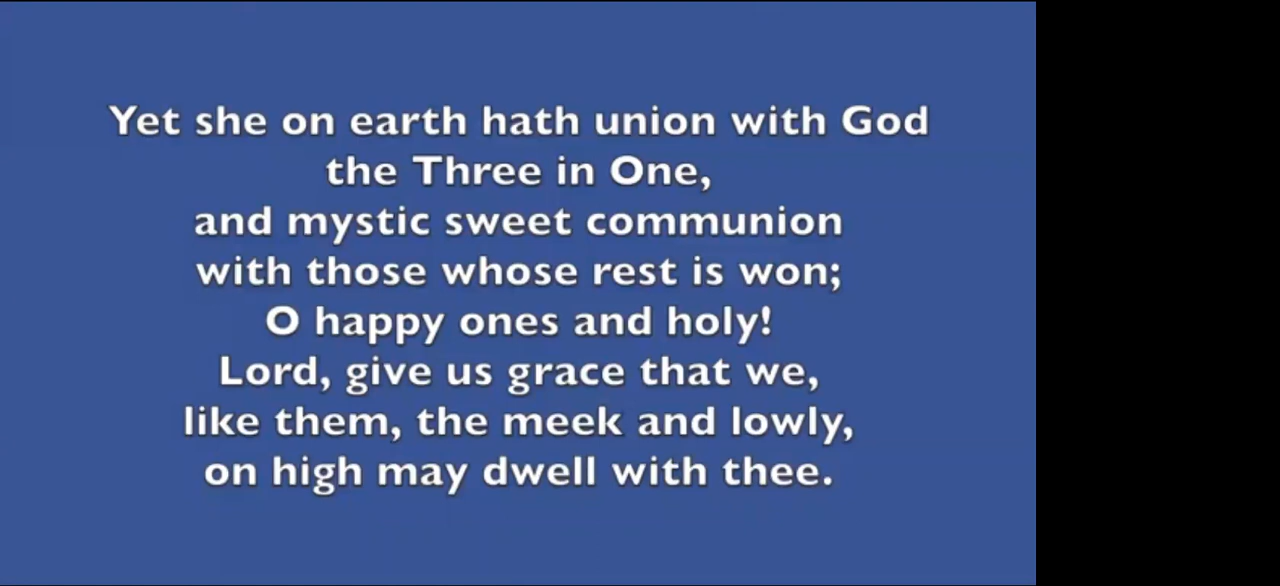 Yet she on earth hath union with God
the Three in One,
and mystic sweet communion
with those whose rest is won;
O happy ones and holy!
Lord, give us grace that we,
like them, the meek and lowly,
on high may dwell with thee.